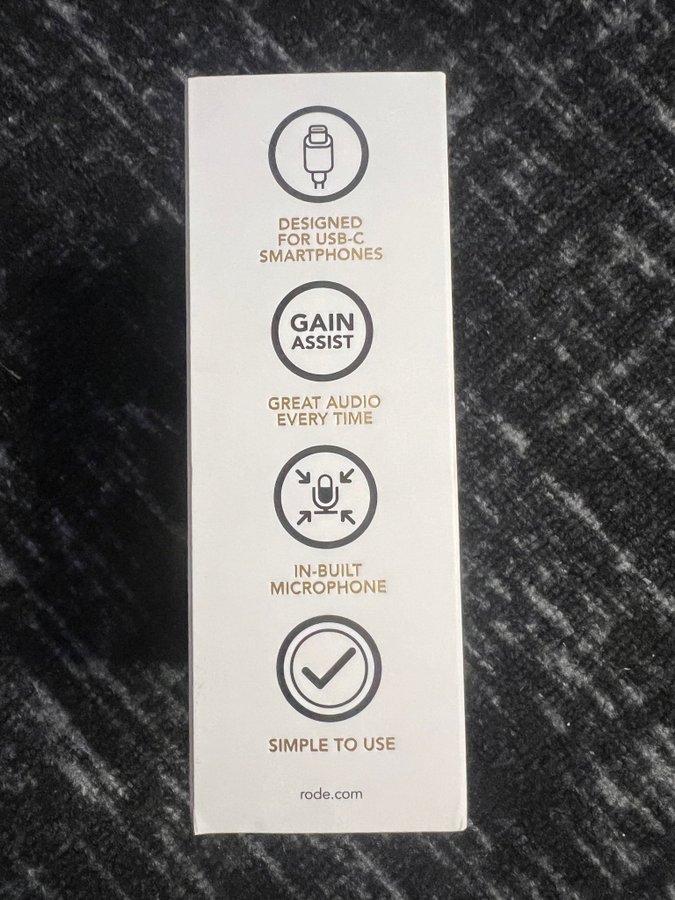 DESIGNED
FOR USB-C
SMARTPHONES
GAIN
ASSIST
GREAT AUDIO
EVERY TIME
IN-BUILT
MICROPHONE
SIMPLE TO USE
rode.com